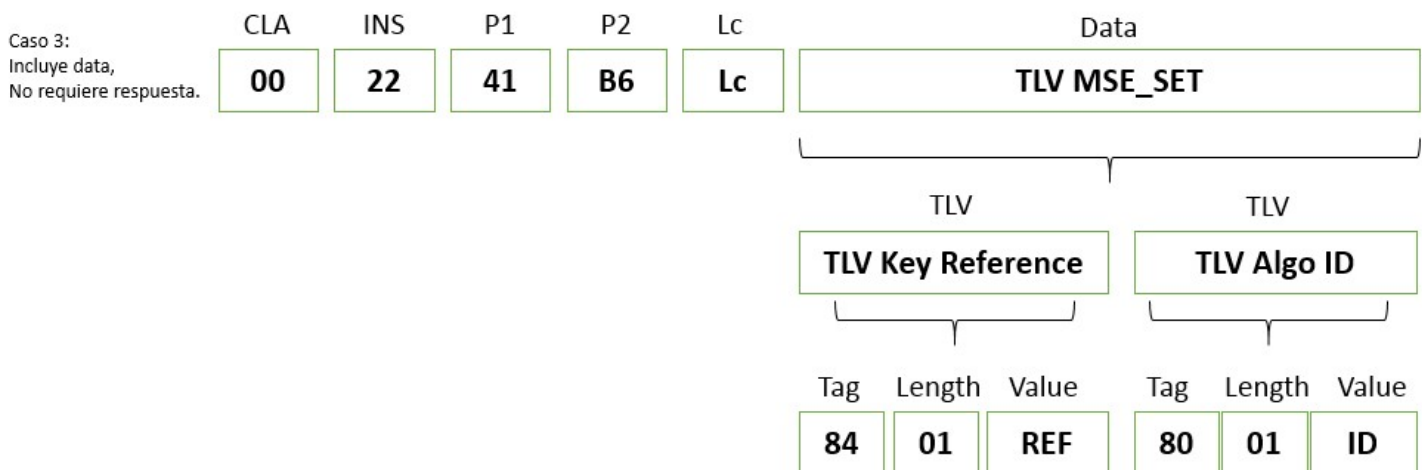 CLA INS P1 P2 Lc Data
Caso 3:
Incluye data,
No requiere respuesta.
00 22 41 B6 Lc TLV MSE_SET
TLV TLV
TLV Key Reference TLV Algo ID
Tag Length Value Tag Length Value
84 01 REF 80 01 ID